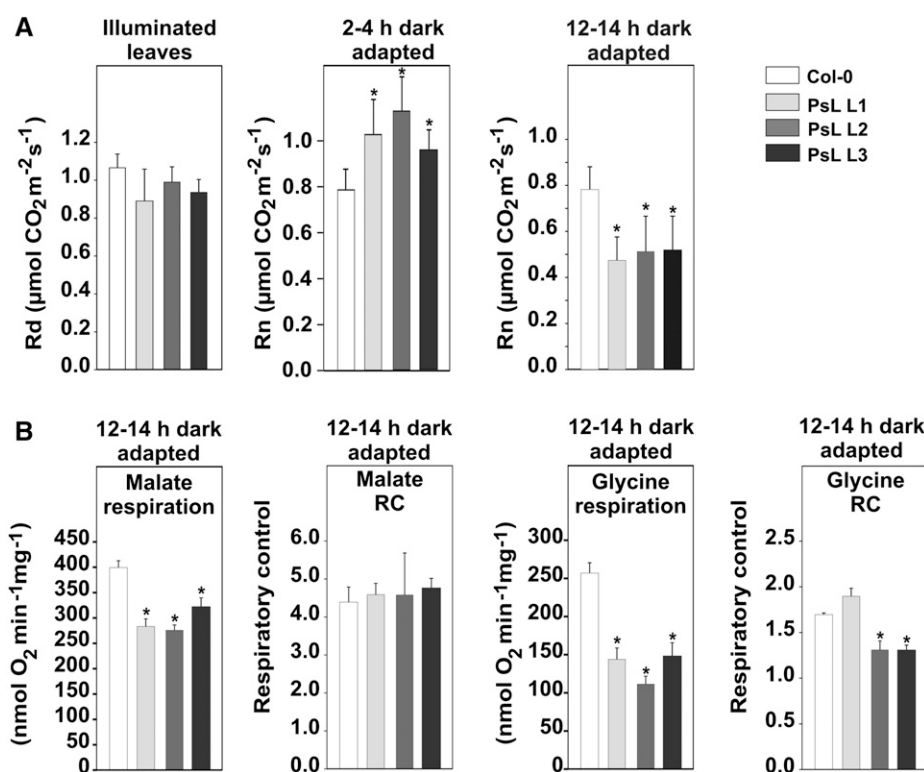 A
Illuminated
leaves
2-4 h dark
adapted
12-14 h dark
adapted
Rd (µmol CO2 m-2s-1)
1.2
1.0
0.8
0.6
0.4
0.2
0.0
Rn (µmol CO2 m-2s-1)
1.0
0.8
0.6
0.4
0.2
0.0
* * *
Rn (µmol CO2 m-2s-1)
1.0
0.8
0.6
0.4
0.2
0.0
* * *
Col-0
PsL L1
PsL L2
PsL L3
B
12-14 h dark
adapted
Malate
respiration
(nmol O2 min-1mg-1)
400
350
300
250
200
150
100
50
0
* * *
12-14 h dark
adapted
Malate
RC
Respiratory control
6.0
5.0
4.0
3.0
2.0
1.0
0.0
12-14 h dark
adapted
Glycine
respiration
(nmol O2 min-1mg-1)
300
250
200
150
100
50
0
* * *
12-14 h dark
adapted
Glycine
RC
Respiratory control
2.5
2.0
1.5
1.0
0.5
0.0
* *